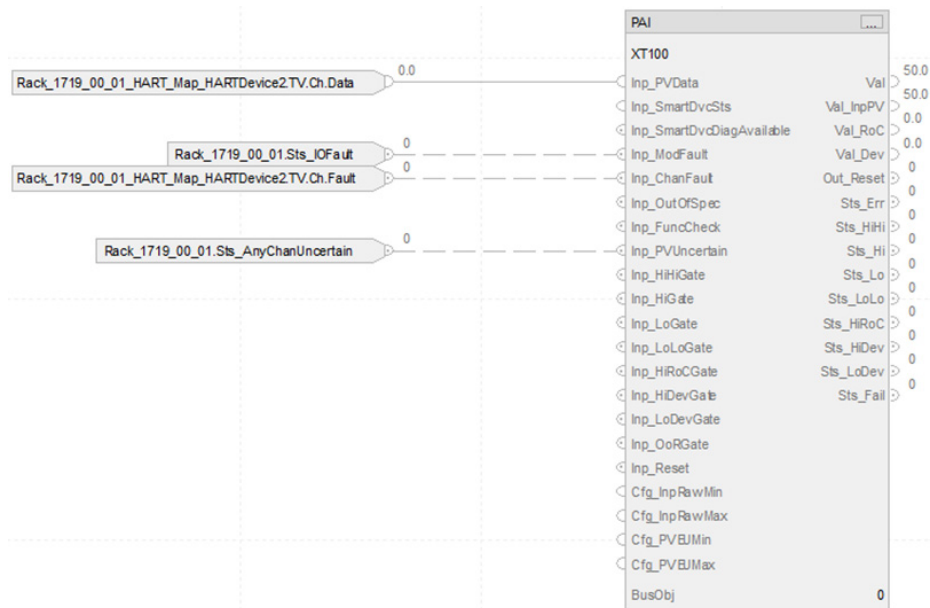 PAI ...
XT100
Rack_1719_00_01_HART_Map_HARTDevice2.TV.Ch.Data 0.0 Inp_PVData Val 50.0
Inp_SmartDvcSts Val_InpPV 50.0
Inp_SmartDvcDiagAvailable Val_RoC 0.0
Rack_1719_00_01.Sts_IOFault 0 Inp_ModFault Val_Dev 0.0
Rack_1719_00_01_HART_Map_HARTDevice2.TV.Ch.Fault 0 Inp_ChanFault Out_Reset 0
Inp_OutOfSpec Sts_Err 0
Inp_FuncCheck Sts_HiHi 0
Rack_1719_00_01.Sts_AnyChanUncertain 0 Inp_PVUncertain Sts_Hi 0
Inp_HiHiGate Sts_Lo 0
Inp_HiGate Sts_LoLo 0
Inp_LoGate Sts_HiRoC 0
Inp_LoLoGate Sts_HiDev 0
Inp_HiRoCGate Sts_LoDev 0
Inp_HiDevGate Sts_Fail 0
Inp_LoDevGate
Inp_OoRGate
Inp_Reset
Cfg_InpRawMin
Cfg_InpRawMax
Cfg_PVEUMin
Cfg_PVEUMax
BusObj 0